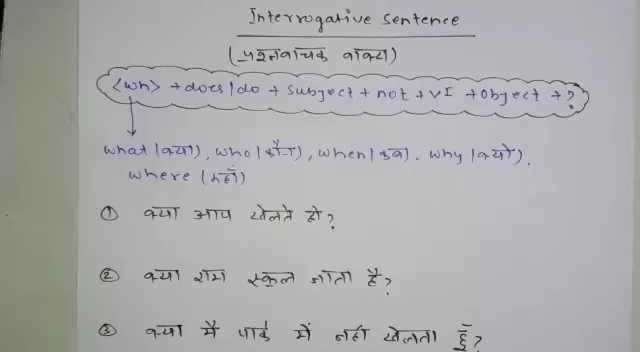 Interrogative sentence
(प्रश्नवाचक वाक्य)
<wh> + does/do + subject + not + VI + object + ?
what (क्या), who (कौन), when (कब), why (क्यों),
where (कहाँ)
① क्या आप खेलते हो?
② क्या राम स्कूल जाता है?
③ क्या मै पार्क में नहीं खेलता हूँ?